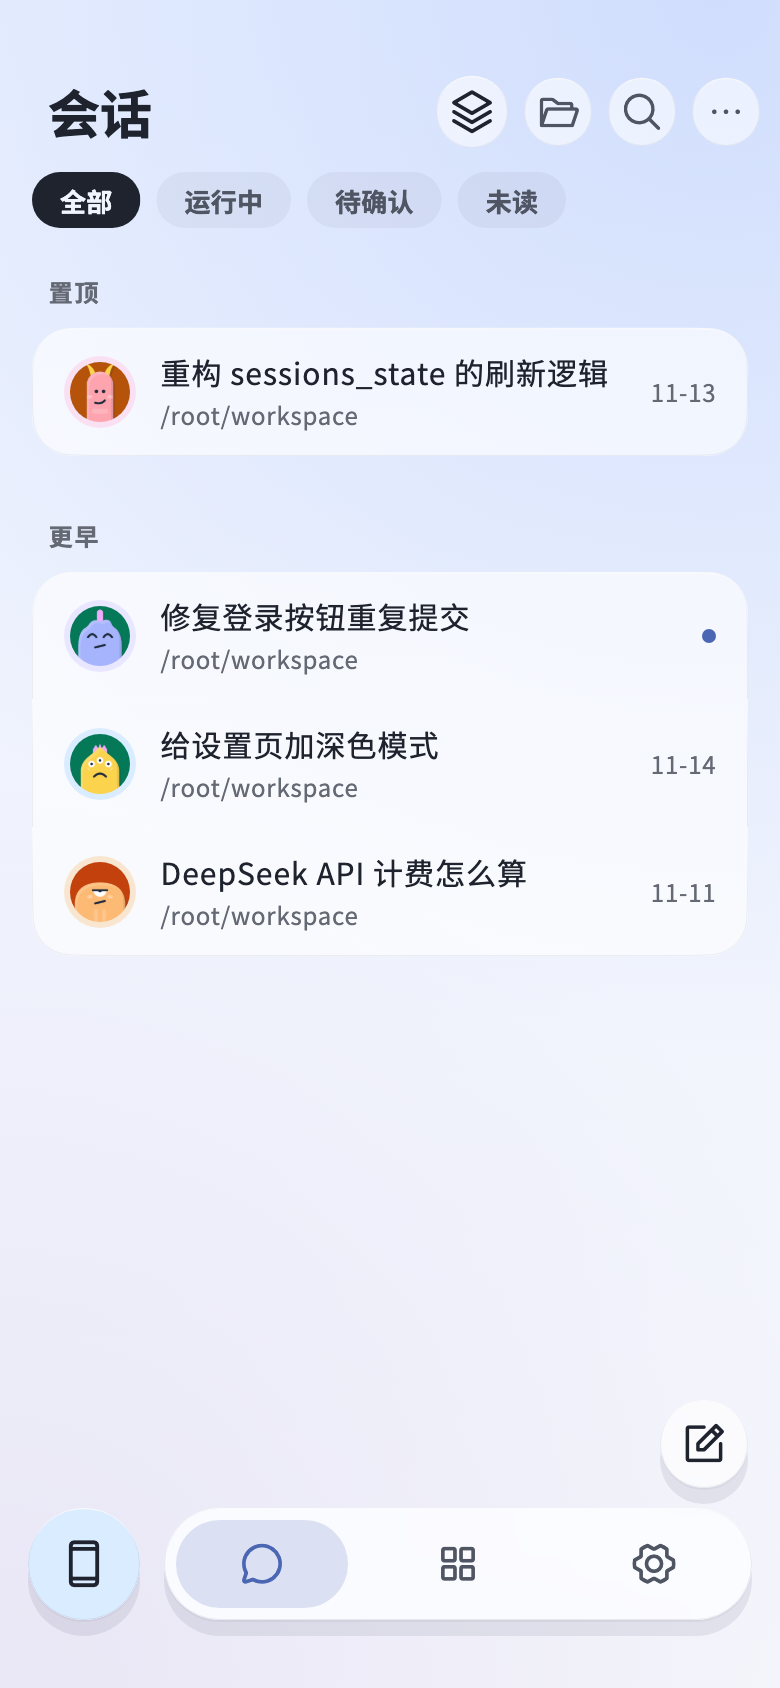 会话
全部 运行中 待确认 未读
置顶
重构 sessions_state 的刷新逻辑
/root/workspace
11-13
更早
修复登录按钮重复提交
/root/workspace
给设置页加深色模式
/root/workspace
11-14
DeepSeek API 计费怎么算
/root/workspace
11-11